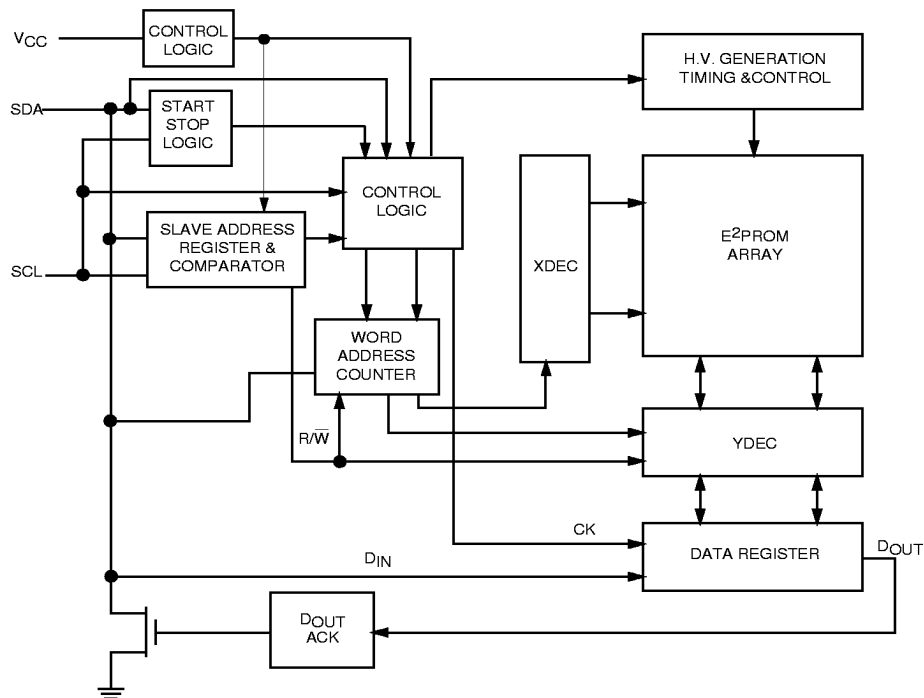 VCC
CONTROL
LOGIC
H.V. GENERATION
TIMING &CONTROL
SDA
START
STOP
LOGIC
CONTROL
LOGIC
SLAVE ADDRESS
REGISTER &
COMPARATOR
SCL
XDEC
E²PROM
ARRAY
WORD
ADDRESS
COUNTER
R/W̅
YDEC
CK
DATA REGISTER
DOUT
DIN
DOUT
ACK